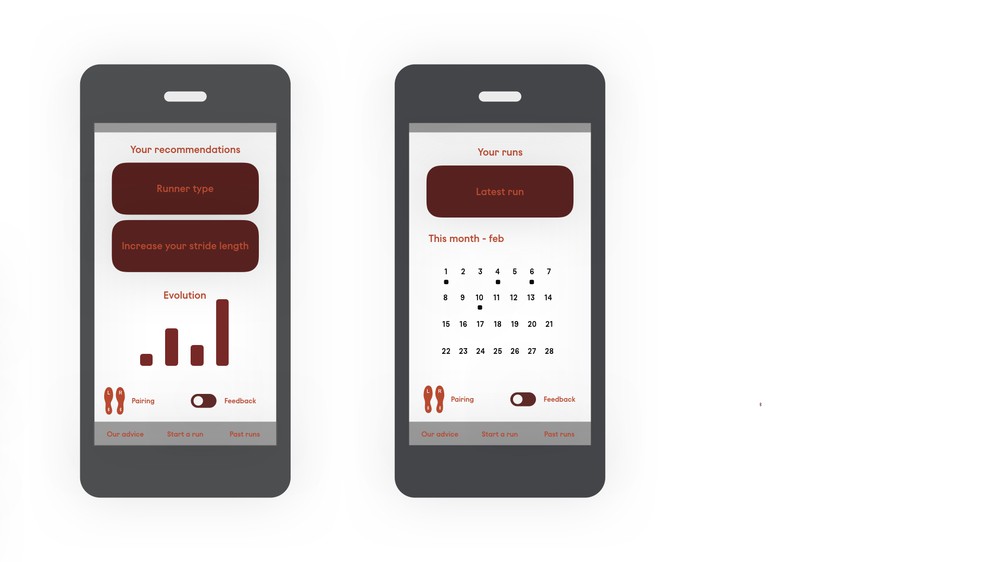 Your recommendations
Runner type
Increase your stride length
Evolution
L R
Pairing
Feedback
Our advice Start a run Past runs
Your runs
Latest run
This month - feb
1 2 3 4 5 6 7
8 9 10 11 12 13 14
15 16 17 18 19 20 21
22 23 24 25 26 27 28
L R
Pairing
Feedback
Our advice Start a run Past runs